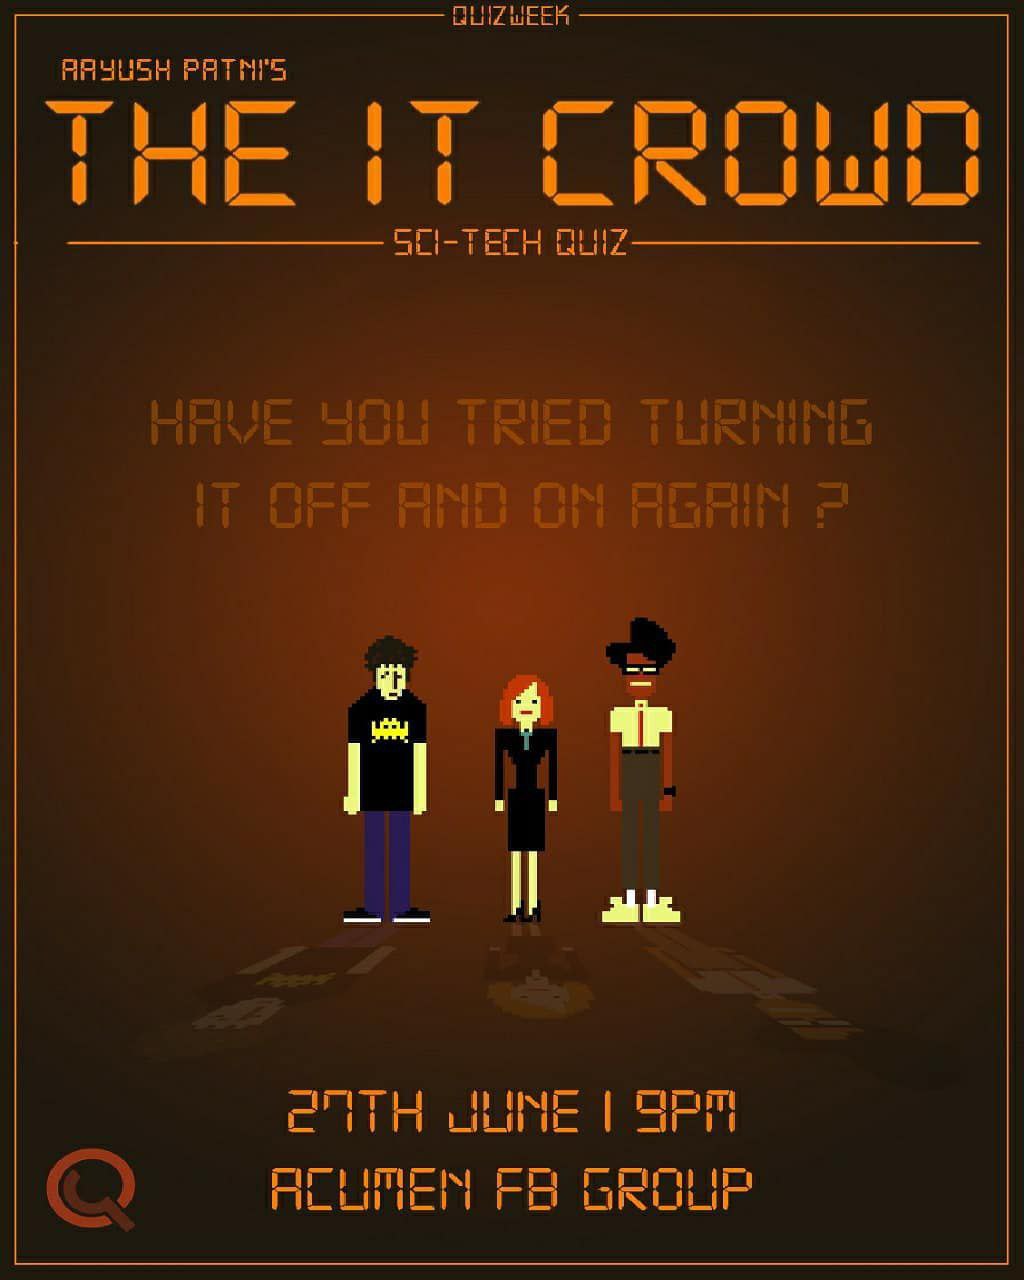 QUIZWEEK
AAYUSH PATNI'S
THE IT CROWD
SCI-TECH QUIZ
HAVE YOU TRIED TURNING
IT OFF AND ON AGAIN ?
27TH JUNE | 9PM
ACUMEN FB GROUP